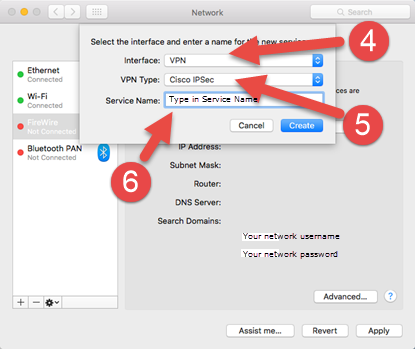 Network
Search
Select the interface and enter a name for the new serv
Interface: VPN
VPN Type: Cisco IPSec
Service Name: Type in Service Name
Cancel Create
Ethernet
Connected
Wi-Fi
Connected
FireWire
Not Connected
Bluetooth PAN
Not Connected
ces are
IP Address:
Subnet Mask:
Router:
DNS Server:
Search Domains:
Your network username
Your network password
Advanced... ?
+ −
Assist me... Revert Apply
4
5
6